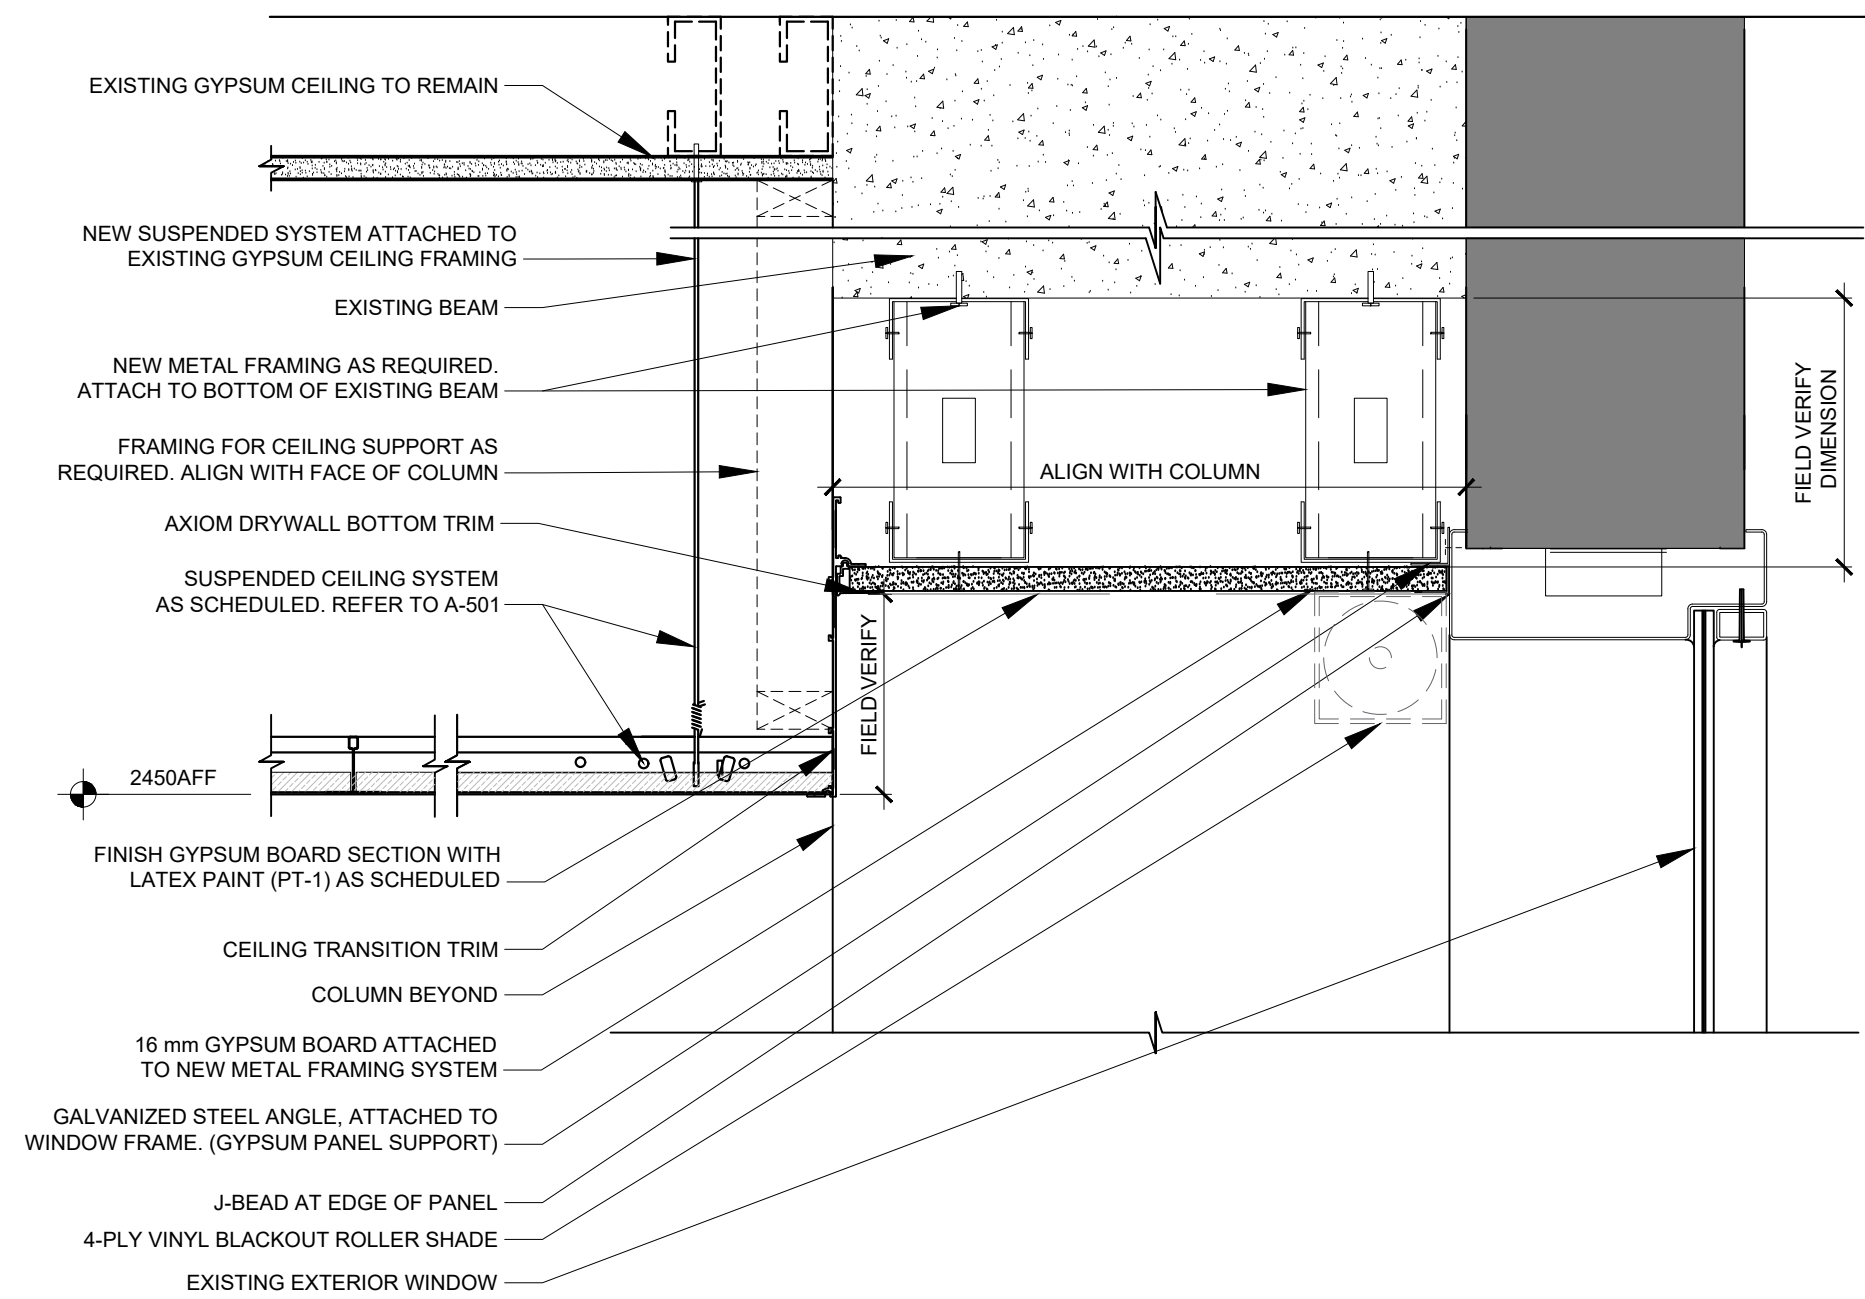 EXISTING GYPSUM CEILING TO REMAIN
NEW SUSPENDED SYSTEM ATTACHED TO
EXISTING GYPSUM CEILING FRAMING
EXISTING BEAM
NEW METAL FRAMING AS REQUIRED.
ATTACH TO BOTTOM OF EXISTING BEAM
FRAMING FOR CEILING SUPPORT AS
REQUIRED. ALIGN WITH FACE OF COLUMN
AXIOM DRYWALL BOTTOM TRIM
SUSPENDED CEILING SYSTEM
AS SCHEDULED. REFER TO A-501
2450AFF
FINISH GYPSUM BOARD SECTION WITH
LATEX PAINT (PT-1) AS SCHEDULED
CEILING TRANSITION TRIM
COLUMN BEYOND
16 mm GYPSUM BOARD ATTACHED
TO NEW METAL FRAMING SYSTEM
GALVANIZED STEEL ANGLE, ATTACHED TO
WINDOW FRAME. (GYPSUM PANEL SUPPORT)
J-BEAD AT EDGE OF PANEL
4-PLY VINYL BLACKOUT ROLLER SHADE
EXISTING EXTERIOR WINDOW
ALIGN WITH COLUMN
FIELD VERIFY
FIELD VERIFY
DIMENSION